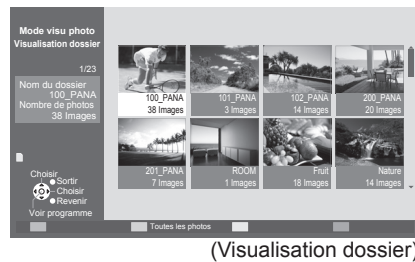 Mode visu photo
Visualisation dossier
1/23
Nom du dossier
100_PANA
Nombre de photos
38 Images
Choisir
Sortir
Choisir
Revenir
Voir programme
100_PANA
38 Images
101_PANA
3 Images
102_PANA
14 Images
200_PANA
20 Images
201_PANA
7 Images
ROOM
1 Images
Fruit
18 Images
Nature
14 Images
Toutes les photos
(Visualisation dossier)